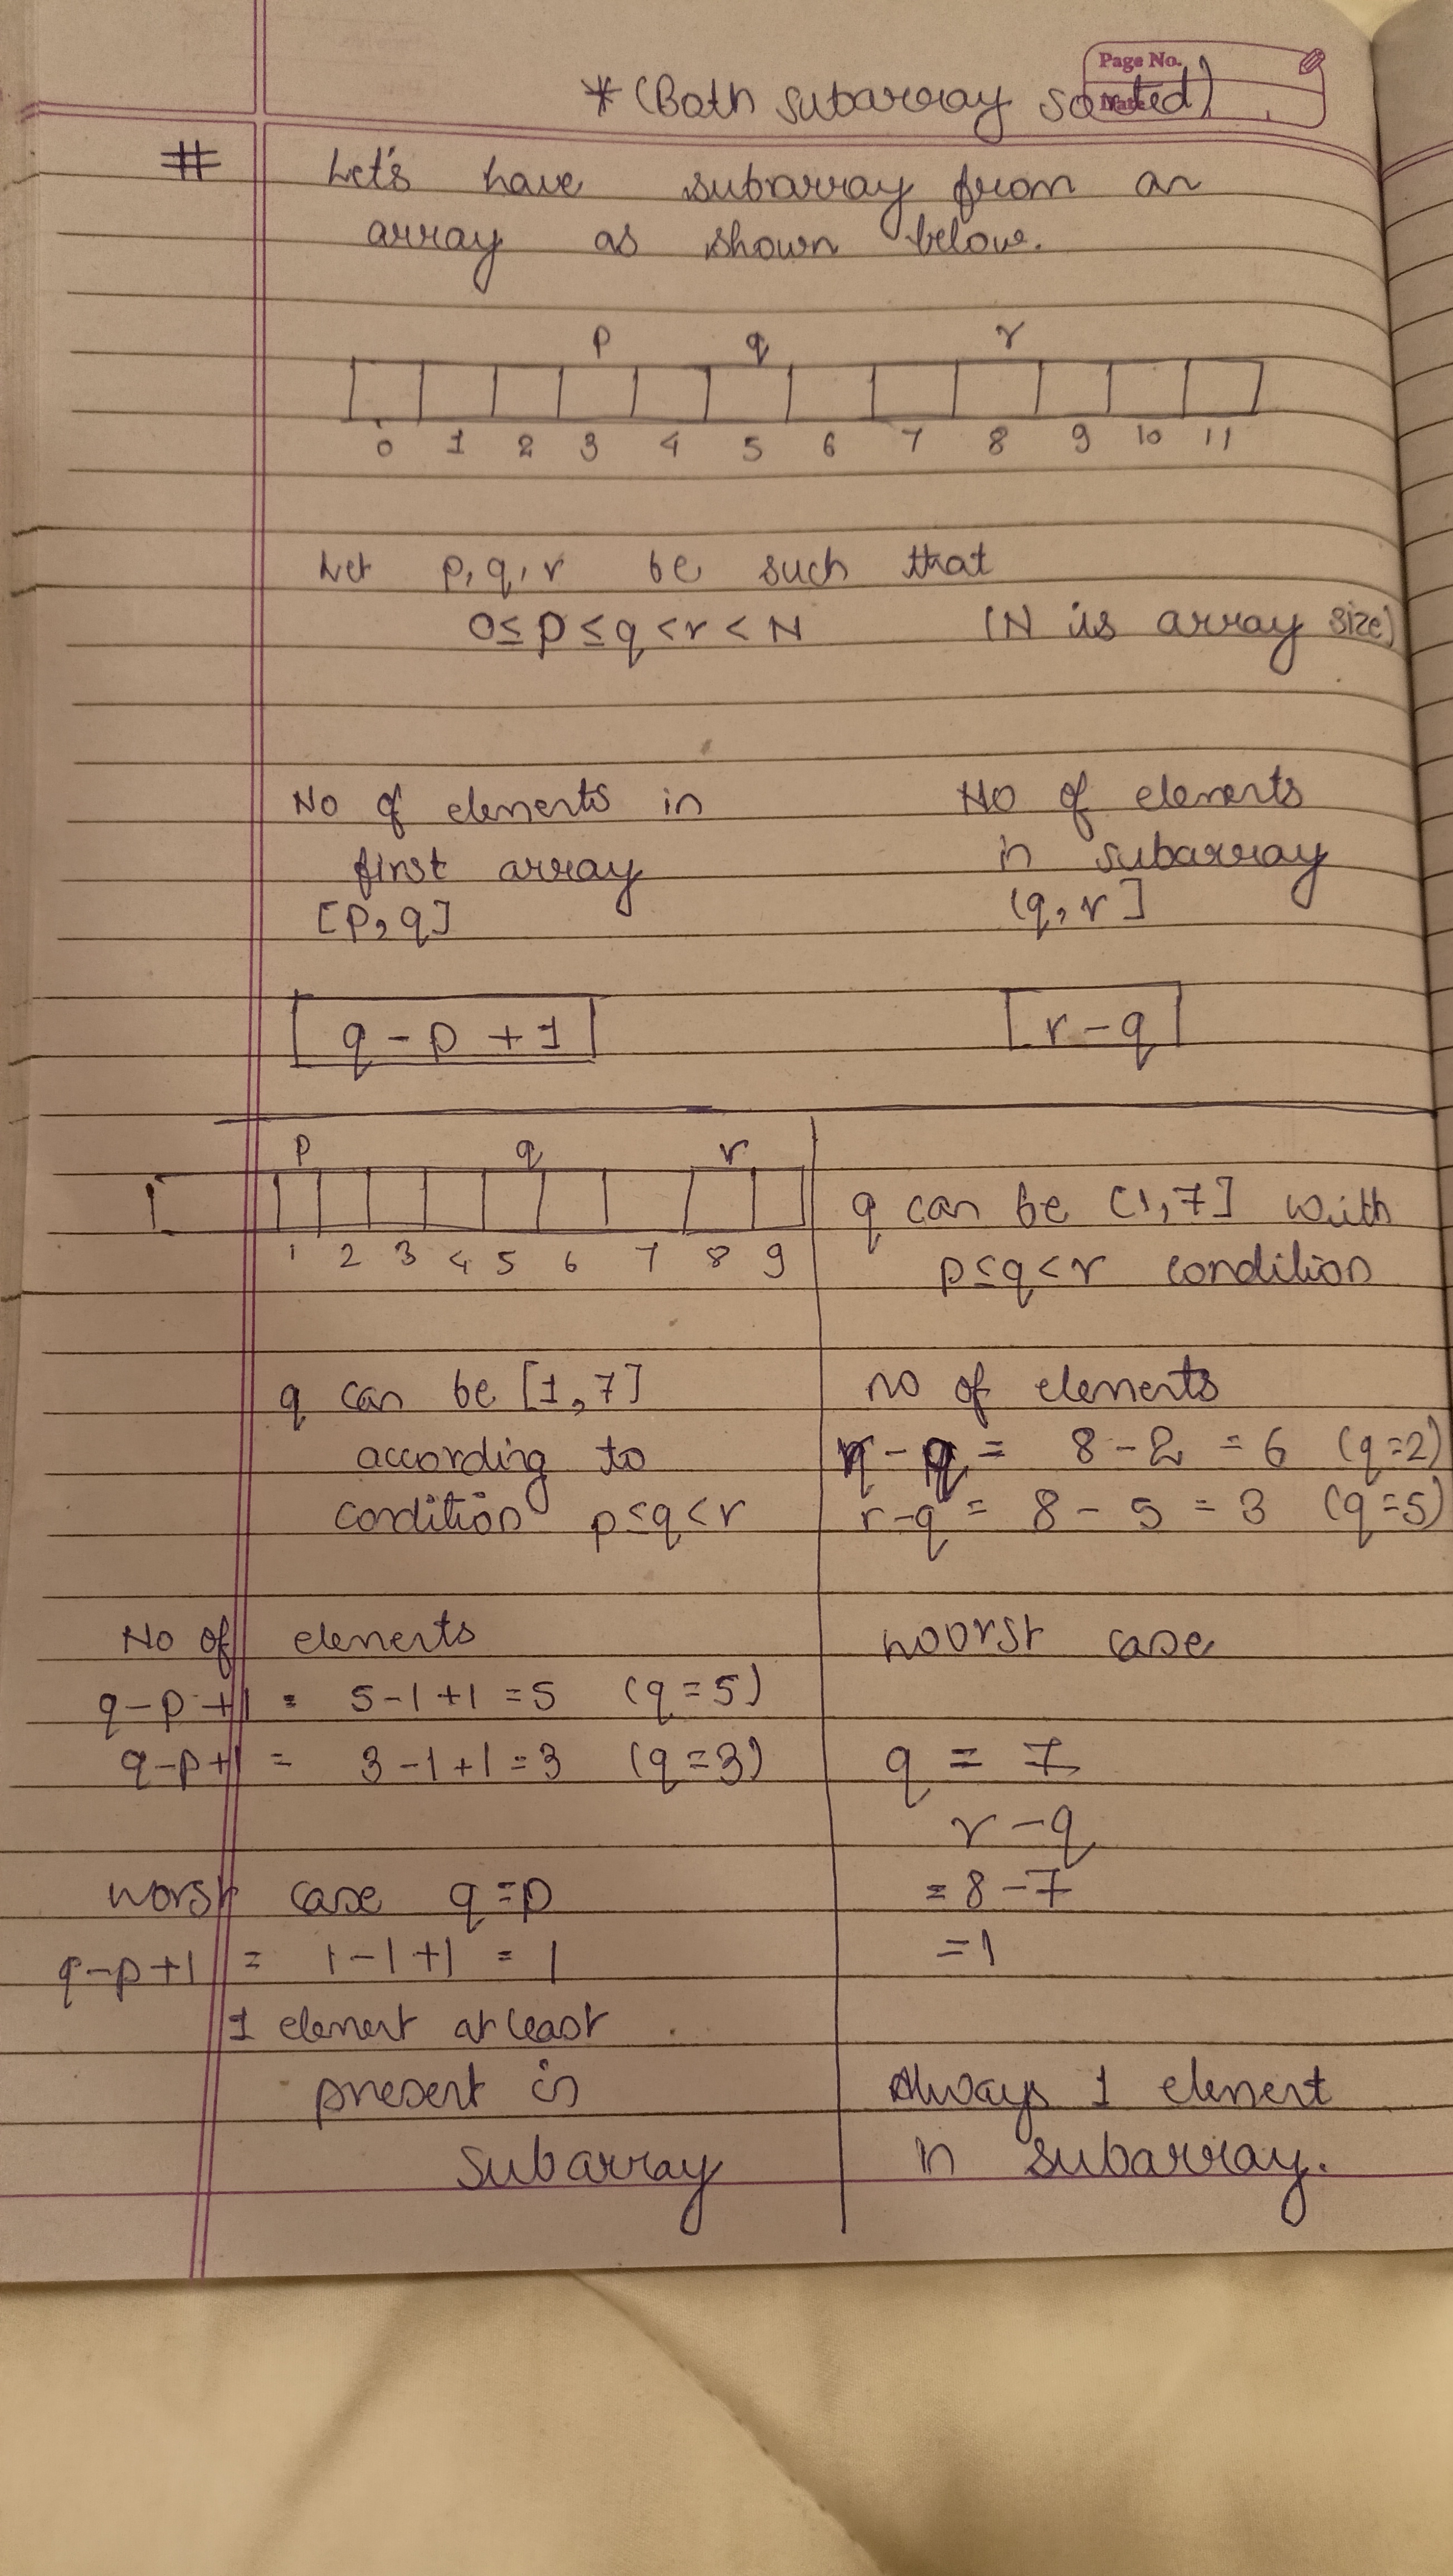 Page No.
*(Both subarray sorted)
# Let's have subarray from an
array as shown below.
p q r
0 1 2 3 4 5 6 7 8 9 10 11
Let p, q, r be such that
0 ≤ p ≤ q < r < N (N is array size)
No of elements in
first array
[p, q]
q - p + 1
No of elements
in subarray
(q, r]
r - q
p q r
1 2 3 4 5 6 7 8 9
q can be [1, 7]
according to
condition p ≤ q < r
No of elements
q - p + 1 = 5 - 1 + 1 = 5 (q = 5)
q - p + 1 = 3 - 1 + 1 = 3 (q = 3)
worst case q = p
q - p + 1 = 1 - 1 + 1 = 1
1 element at least
present in
subarray
q can be [1, 7] with
p ≤ q < r condition
no of elements
r - q = 8 - 2 = 6 (q = 2)
r - q = 8 - 5 = 3 (q = 5)
woorst case
q = 7
r - q
= 8 - 7
= 1
Always 1 element
in subarray.